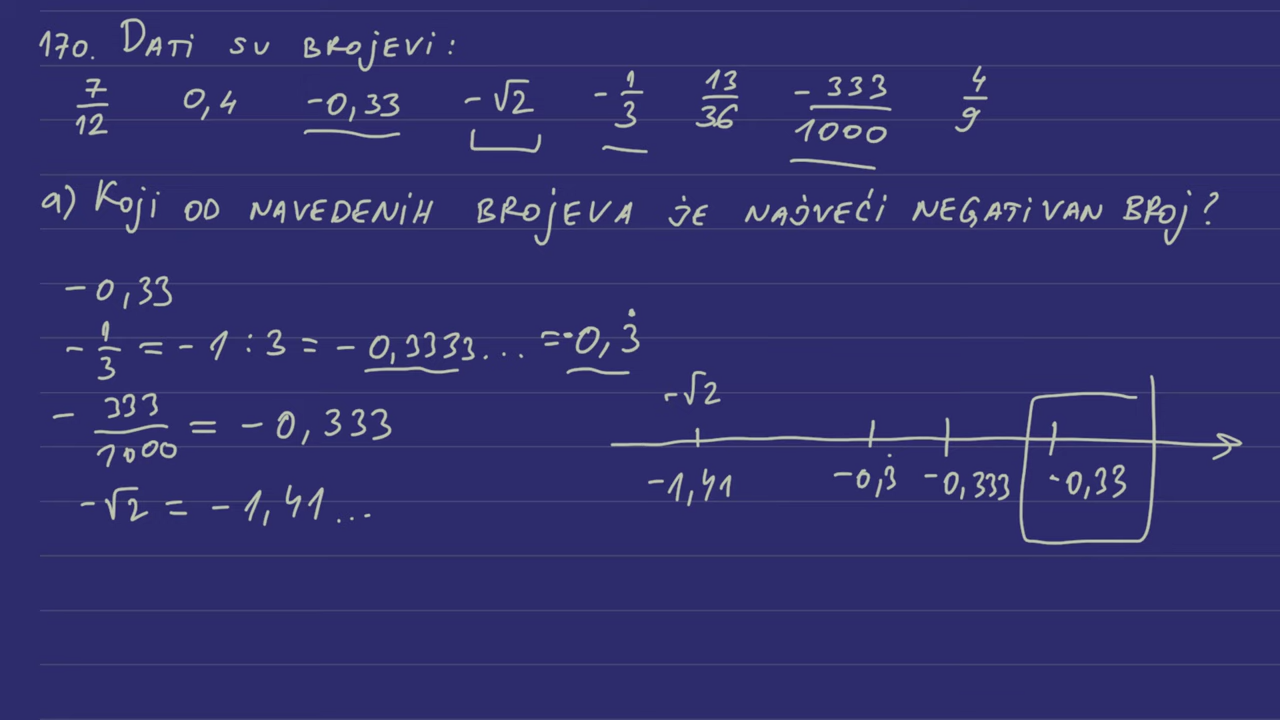 170. DATI SU BROJEVI:
7/12 0,4 -0,33 -√2 -1/3 13/36 -333/1000 4/9
a) KOJI OD NAVEDENIH BROJEVA JE NAJVEĆI NEGATIVAN BROJ?
-0,33
-1/3 = -1:3 = -0,3333... = -0,3̇
-333/1000 = -0,333
-√2 = -1,41...
-√2
-1,41 -0,3̇ -0,333 -0,33